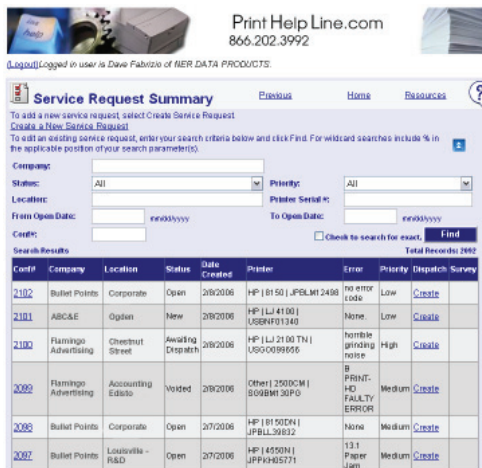 Print Help Line.com
866.202.3992
(Logout)Logged in user is Dave Fabrizio of NER DATA PRODUCTS.
Service Request Summary Previous Home Resources ?
To add a new service request, select Create Service Request
Create a New Service Request
To edit an existing service request, enter your search criteria below and click Find. For wildcard searches include % in
the applicable position of your search parameter(s).
Company:
Status: All Priority: All
Location: Printer Serial #:
From Open Date: mm/dd/yyyy To Open Date: mm/dd/yyyy
Conf#: Check to search for exact. Find
Search Results Total Records: 2092
Conf# Company Location Status Date Created Printer Error Priority Dispatch Survey
2102 Bullet Points Corporate Open 2/8/2006 HP | 8150 | JPBLM12498 no error code Low Create
2101 ABC&E Ogden New 2/8/2006 HP | LJ 4100 | USBNF01340 None. Low Create
2100 Flamingo Advertising Chestnut Street Awaiting Dispatch 2/8/2006 HP | LJ 2100 TN | USGO099656 horrible grinding noise High Create
2099 Flamingo Advertising Accounting Edisto Voided 2/8/2006 Other | 2500CM | SG9BM130PG B PRINT-HD FAULTY ERROR Medium Create
2098 Bullet Points Corporate Open 2/7/2006 HP | 8150DN | JPBLL39832 None Medium Create
2097 Bullet Points Louisville - R&D Open 2/7/2006 HP | 4550N | JPPKH05771 13.1 Paper Jam Medium Create